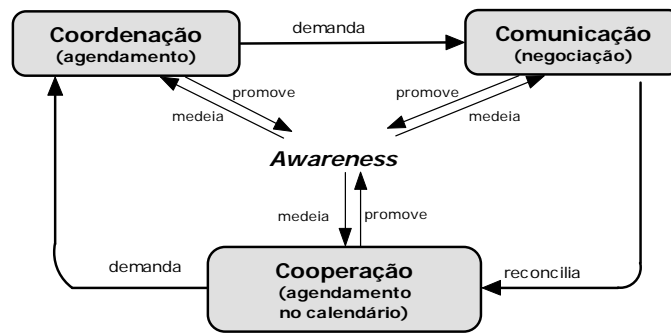 demanda
Coordenação
(agendamento)
Comunicação
(negociação)
promove
medeia
promove
medeia
Awareness
medeia
promove
demanda
reconcilia
Cooperação
(agendamento
no calendário)